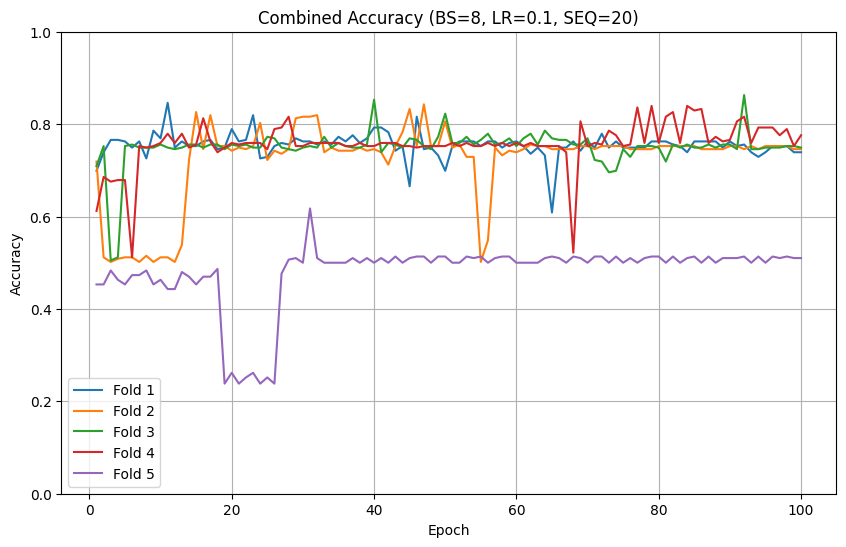 Combined Accuracy (BS=8, LR=0.1, SEQ=20)
1.0
0.8
0.6
0.4
0.2
0.0
Accuracy
Fold 1
Fold 2
Fold 3
Fold 4
Fold 5
0 20 40 60 80 100
Epoch